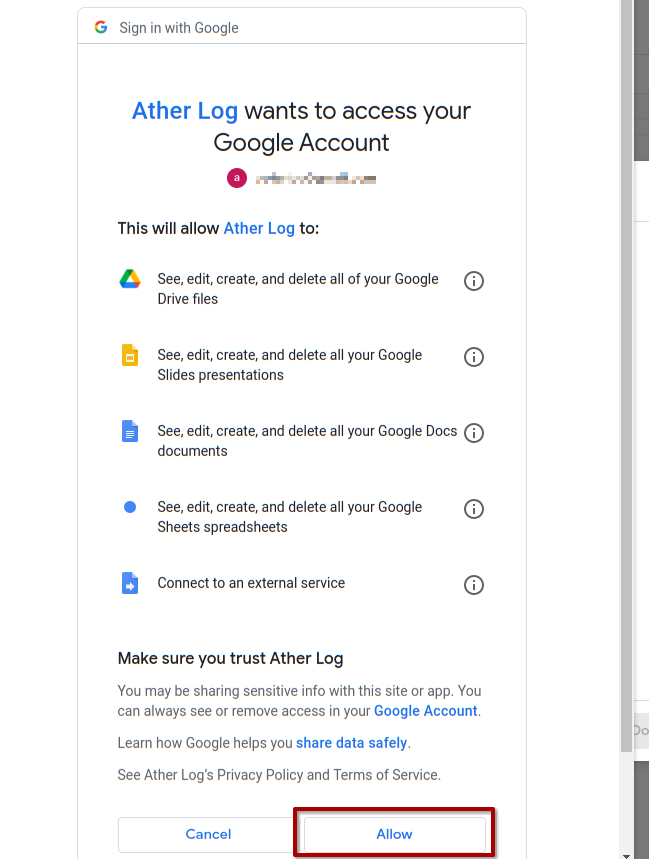 Sign in with Google
Ather Log wants to access your
Google Account
a
This will allow Ather Log to:
See, edit, create, and delete all of your Google
Drive files
See, edit, create, and delete all your Google
Slides presentations
See, edit, create, and delete all your Google Docs
documents
See, edit, create, and delete all your Google
Sheets spreadsheets
Connect to an external service
Make sure you trust Ather Log
You may be sharing sensitive info with this site or app. You
can always see or remove access in your Google Account.
Learn how Google helps you share data safely.
See Ather Log's Privacy Policy and Terms of Service.
Cancel
Allow